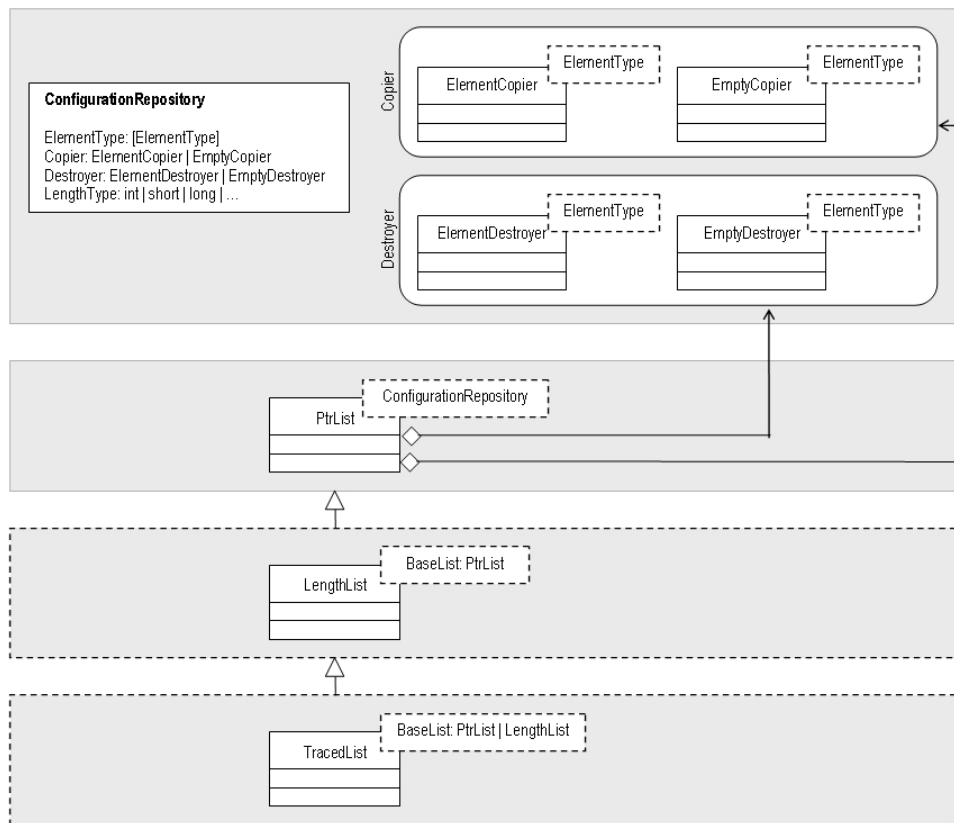 ConfigurationRepository
ElementType: [ElementType]
Copier: ElementCopier | EmptyCopier
Destroyer: ElementDestroyer | EmptyDestroyer
LengthType: int | short | long | ...
Copier
ElementType
ElementCopier
ElementType
EmptyCopier
Destroyer
ElementType
ElementDestroyer
ElementType
EmptyDestroyer
ConfigurationRepository
PtrList
BaseList: PtrList
LengthList
BaseList: PtrList | LengthList
TracedList